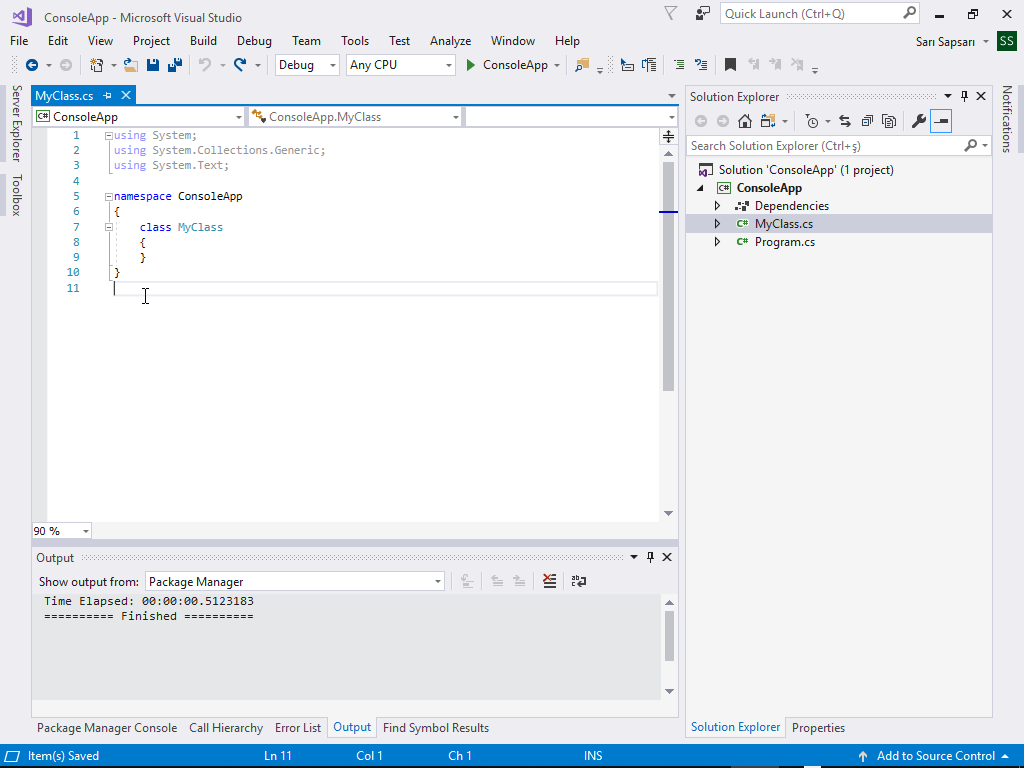 ConsoleApp - Microsoft Visual Studio
Quick Launch (Ctrl+Q)
File Edit View Project Build Debug Team Tools Test Analyze Window Help
Sarı Sapsarı SS
Debug Any CPU ConsoleApp
Server Explorer
Toolbox
MyClass.cs
C# ConsoleApp ConsoleApp.MyClass
1 using System;
2 using System.Collections.Generic;
3 using System.Text;
4
5 namespace ConsoleApp
6 {
7 class MyClass
8 {
9 }
10 }
11
90 %
Output
Show output from: Package Manager
Time Elapsed: 00:00:00.5123183
========== Finished ==========
Package Manager Console Call Hierarchy Error List Output Find Symbol Results
Solution Explorer
Search Solution Explorer (Ctrl+ş)
Solution 'ConsoleApp' (1 project)
C# ConsoleApp
Dependencies
C# MyClass.cs
C# Program.cs
Solution Explorer Properties
Notifications
Item(s) Saved Ln 11 Col 1 Ch 1 INS Add to Source Control